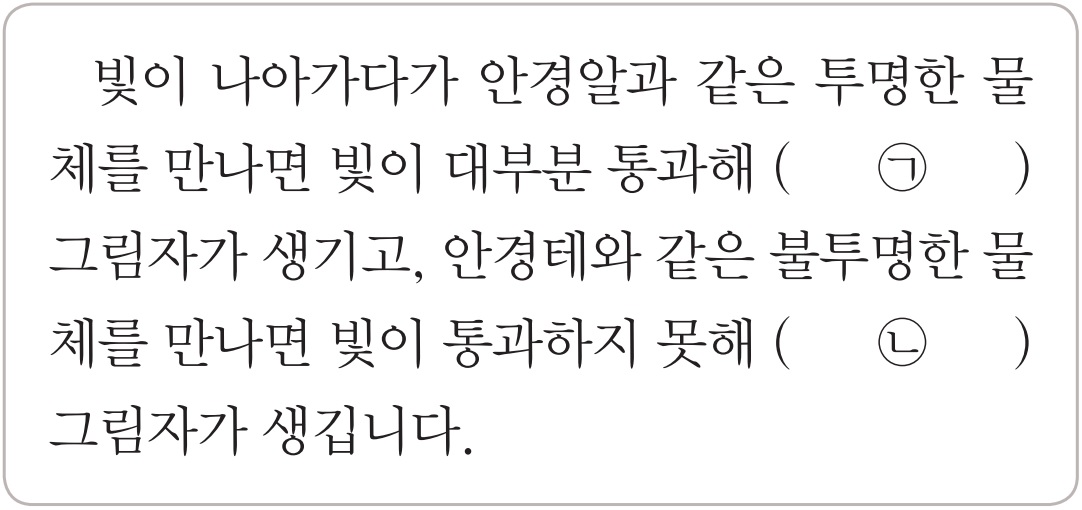 빛이 나아가다가 안경알과 같은 투명한 물
체를 만나면 빛이 대부분 통과해 ( ㉠ )
그림자가 생기고, 안경테와 같은 불투명한 물
체를 만나면 빛이 통과하지 못해 ( ㉡ )
그림자가 생깁니다.